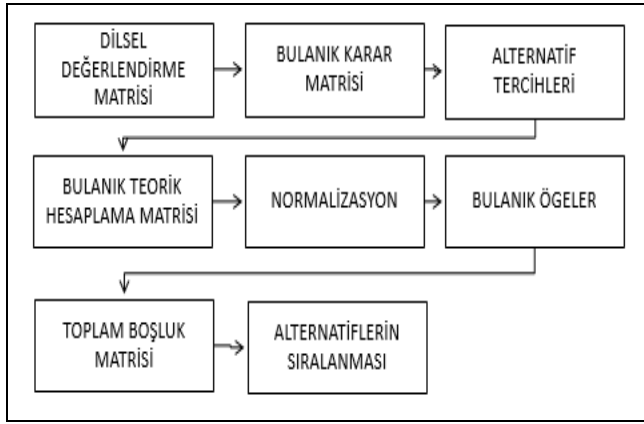 DİLSEL
DEĞERLENDİRME
MATRİSİ
BULANIK KARAR
MATRİSİ
ALTERNATİF
TERCİHLERİ
BULANIK TEORİK
HESAPLAMA MATRİSİ
NORMALİZASYON
BULANIK ÖGELER
TOPLAM BOŞLUK
MATRİSİ
ALTERNATİFLERİN
SIRALANMASI